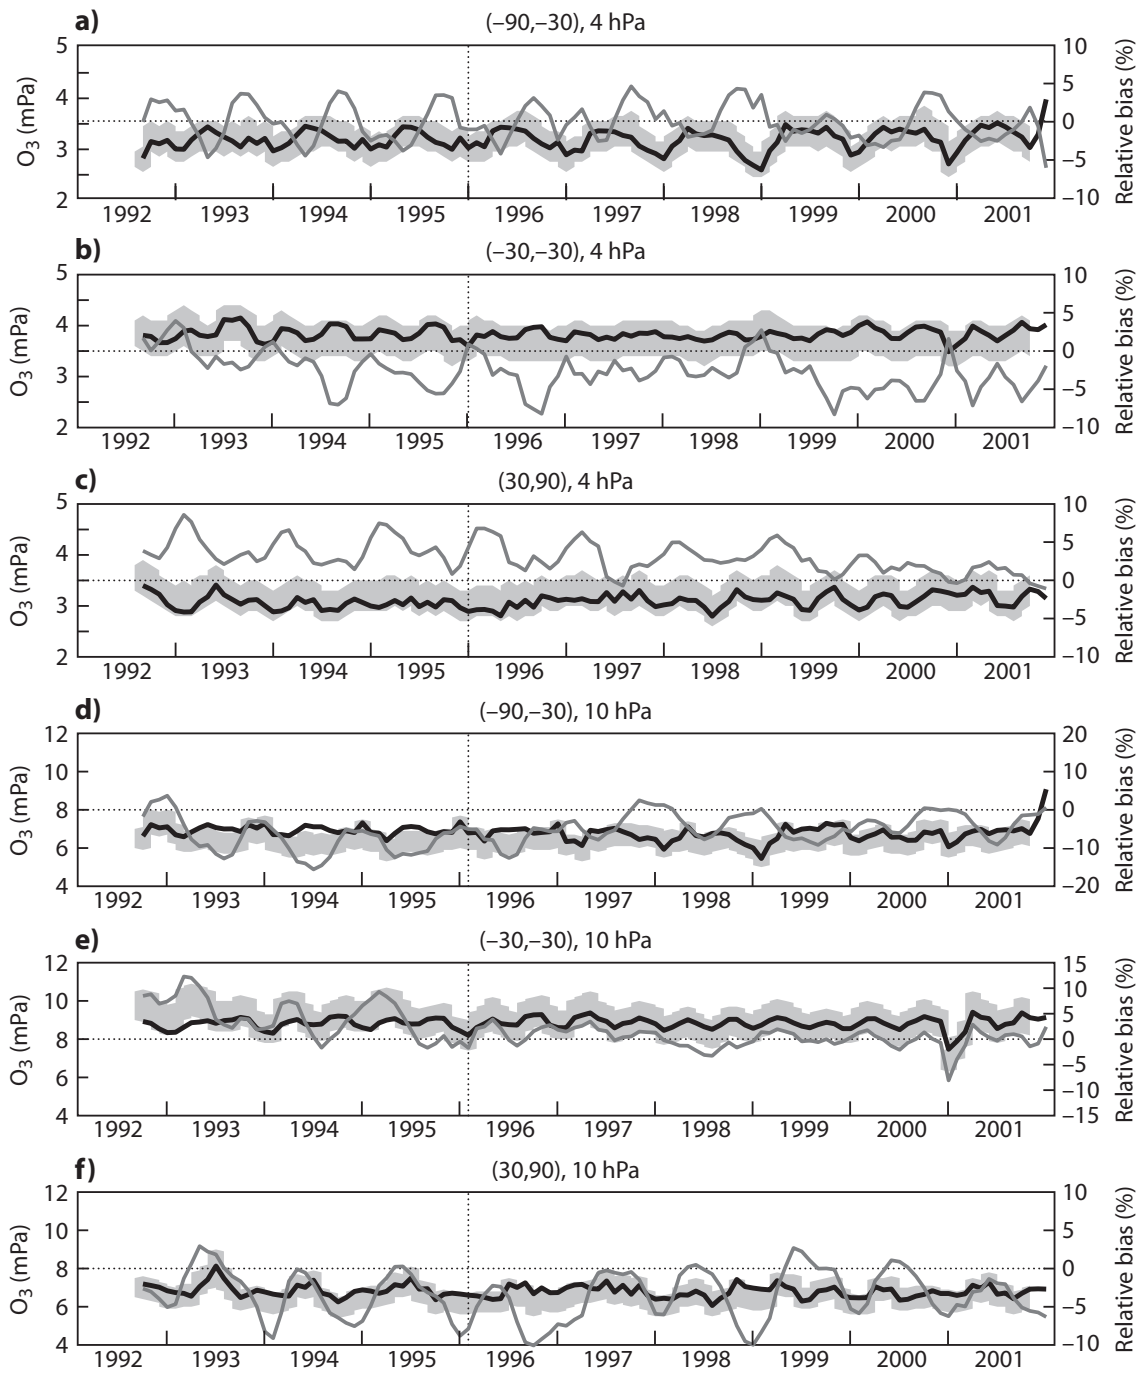 a)
(–90,–30), 4 hPa
5
4
3
2
O3 (mPa)
10
5
0
–5
–10
Relative bias (%)
1992 1993 1994 1995 1996 1997 1998 1999 2000 2001
b)
(–30,–30), 4 hPa
5
4
3
2
O3 (mPa)
10
5
0
–5
–10
Relative bias (%)
1992 1993 1994 1995 1996 1997 1998 1999 2000 2001
c)
(30,90), 4 hPa
5
4
3
2
O3 (mPa)
10
5
0
–5
–10
Relative bias (%)
1992 1993 1994 1995 1996 1997 1998 1999 2000 2001
d)
(–90,–30), 10 hPa
12
10
8
6
4
O3 (mPa)
20
10
0
–10
–20
Relative bias (%)
1992 1993 1994 1995 1996 1997 1998 1999 2000 2001
e)
(–30,–30), 10 hPa
12
10
8
6
4
O3 (mPa)
15
10
5
0
–5
–10
–15
Relative bias (%)
1992 1993 1994 1995 1996 1997 1998 1999 2000 2001
f)
(30,90), 10 hPa
12
10
8
6
4
O3 (mPa)
10
5
0
–5
–10
Relative bias (%)
1992 1993 1994 1995 1996 1997 1998 1999 2000 2001